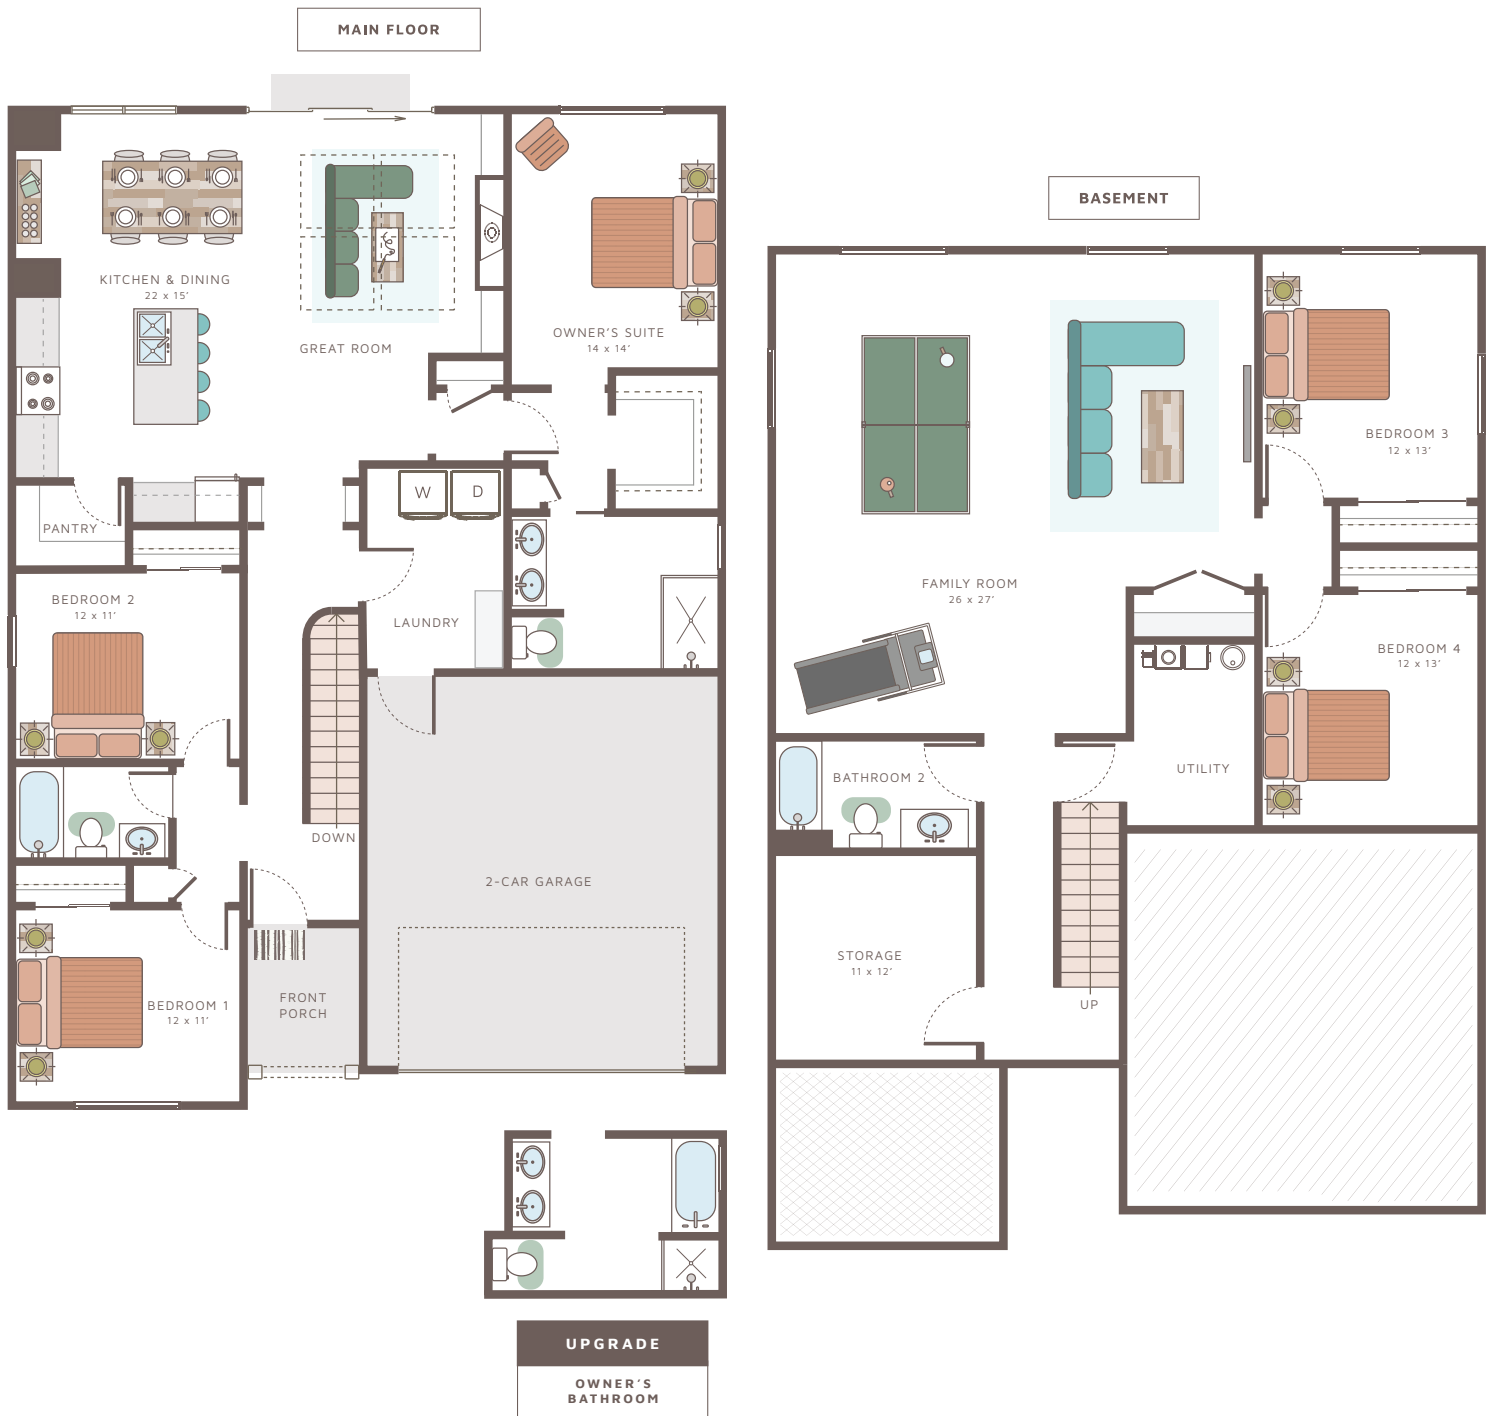 MAIN FLOOR
KITCHEN & DINING
22 x 15'
GREAT ROOM
OWNER'S SUITE
14 x 14'
PANTRY
W
D
BEDROOM 2
12 x 11'
LAUNDRY
DOWN
2-CAR GARAGE
BEDROOM 1
12 x 11'
FRONT
PORCH
UPGRADE
OWNER'S
BATHROOM
BASEMENT
BEDROOM 3
12 x 13'
FAMILY ROOM
26 x 27'
BEDROOM 4
12 x 13'
UTILITY
BATHROOM 2
STORAGE
11 x 12'
UP